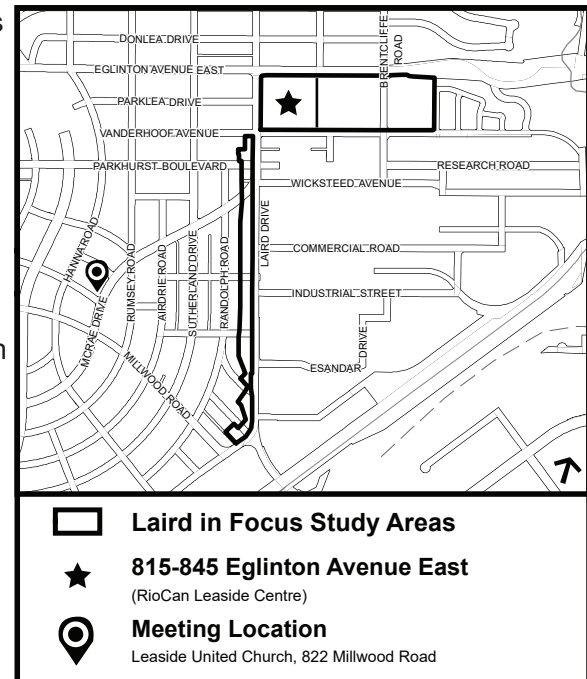 s
DONLEA DRIVE
BRENTCLIFFE
ROAD
EGLINTON AVENUE EAST
PARKLEA DRIVE
VANDERHOOF AVENUE
PARKHURST BOULEVARD
RESEARCH ROAD
WICKSTEED AVENUE
HANNA ROAD
RUMSEY ROAD
AIRDRIE ROAD
SUTHERLAND DRIVE
RANDOLPH ROAD
LAIRD DRIVE
COMMERCIAL ROAD
INDUSTRIAL STREET
MCRAE DRIVE
n
MILLWOOD ROAD
ESANDAR
DRIVE
Laird in Focus Study Areas
815-845 Eglinton Avenue East
(RioCan Leaside Centre)
Meeting Location
Leaside United Church, 822 Millwood Road